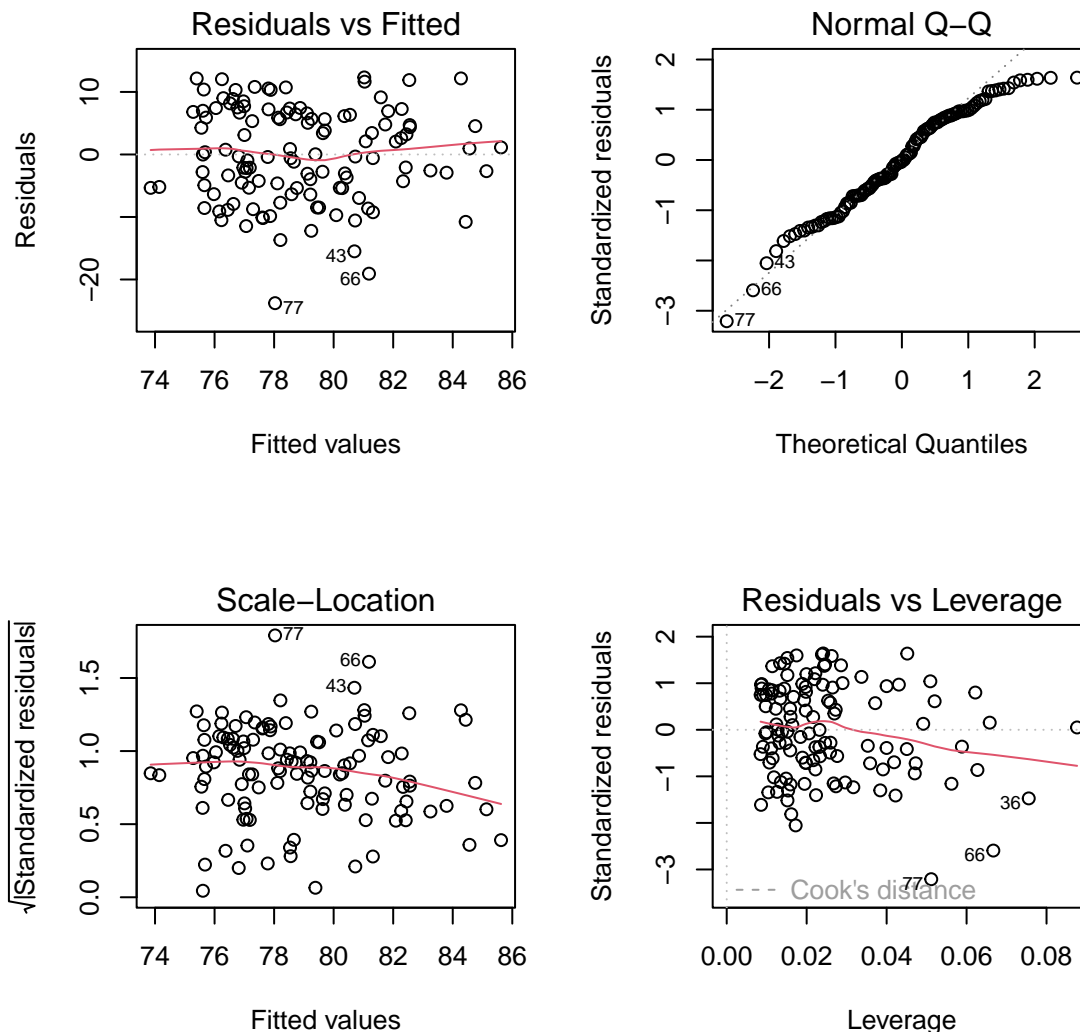 Residuals vs Fitted
Residuals
10
0
−20
43
66
77
74 76 78 80 82 84 86
Fitted values
Normal Q−Q
Standardized residuals
2
1
0
−1
−3
43
66
77
−2 −1 0 1 2
Theoretical Quantiles
Scale−Location
√|Standardized residuals|
1.5
1.0
0.5
0.0
77
66
43
74 76 78 80 82 84 86
Fitted values
Residuals vs Leverage
Standardized residuals
2
1
0
−1
−3
36
66
77
Cook's distance
0.00 0.02 0.04 0.06 0.08
Leverage